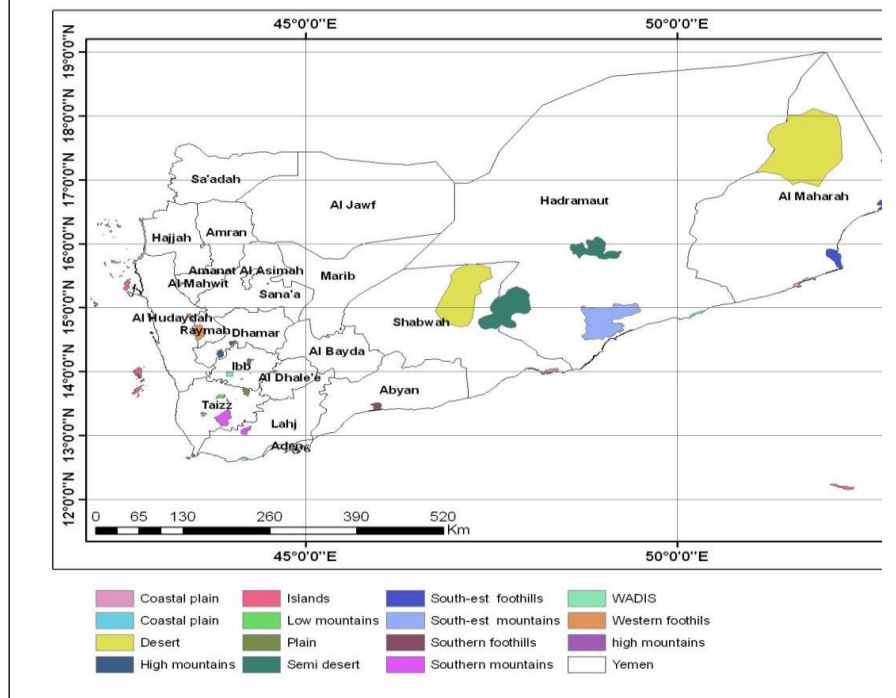 45°0'0"E 50°0'0"E
19°0'0"N
18°0'0"N
17°0'0"N
16°0'0"N
15°0'0"N
14°0'0"N
13°0'0"N
12°0'0"N
Sa'adah
Al Jawf
Hadramaut
Al Maharah
Hajjah
Amran
Amanat Al Asimah
Al Mahwit
Marib
Sana'a
Al Hudaydah
Raymah
Dhamar
Shabwah
Al Bayda
Ibb
Al Dhale'e
Abyan
Taizz
Lahj
Aden
0 65 130 260 390 520
Km
45°0'0"E 50°0'0"E
Coastal plain Islands South-est foothills WADIS
Coastal plain Low mountains South-est mountains Western foothils
Desert Plain Southern foothills high mountains
High mountains Semi desert Southern mountains Yemen